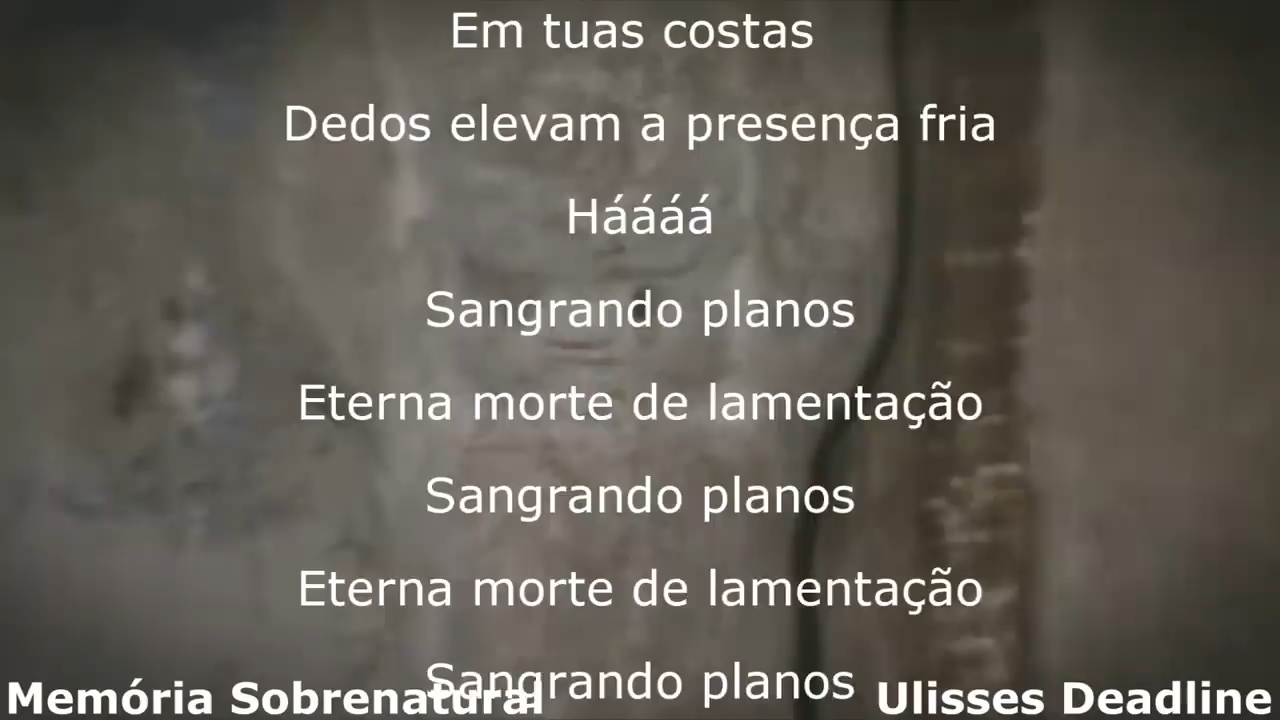 Em tuas costas
Dedos elevam a presença fria
Háááá
Sangrando planos
Eterna morte de lamentação
Sangrando planos
Eterna morte de lamentação
Sangrando planos
Memória Sobrenatural
Ulisses Deadline